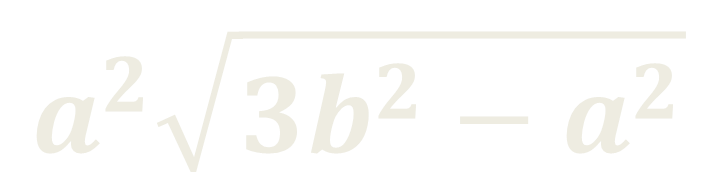 a²√(3b² − a²)